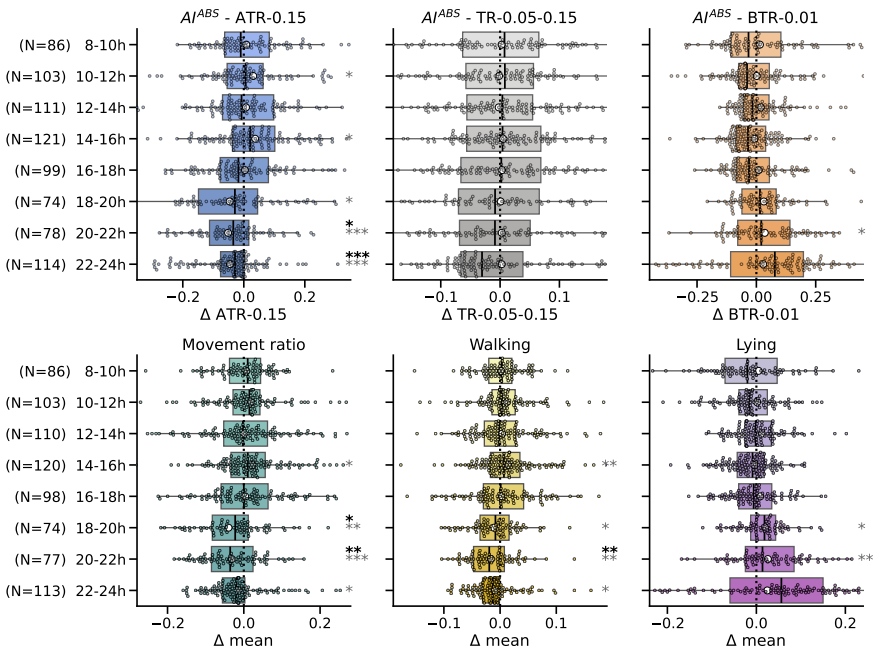 AI^ABS - ATR-0.15 AI^ABS - TR-0.05-0.15 AI^ABS - BTR-0.01
(N=86) 8-10h
(N=103) 10-12h *
(N=111) 12-14h
(N=121) 14-16h *
(N=99) 16-18h
(N=74) 18-20h *
(N=78) 20-22h * *** *
(N=114) 22-24h *** ***
−0.2 0.0 0.2 −0.1 0.0 0.1 −0.25 0.00 0.25
Δ ATR-0.15 Δ TR-0.05-0.15 Δ BTR-0.01
Movement ratio Walking Lying
(N=86) 8-10h
(N=103) 10-12h
(N=110) 12-14h
(N=120) 14-16h * **
(N=98) 16-18h
(N=74) 18-20h * ** * *
(N=77) 20-22h ** *** ** ** **
(N=113) 22-24h * * *
−0.2 0.0 0.2 −0.1 0.0 0.1 −0.2 0.0 0.2
Δ mean Δ mean Δ mean